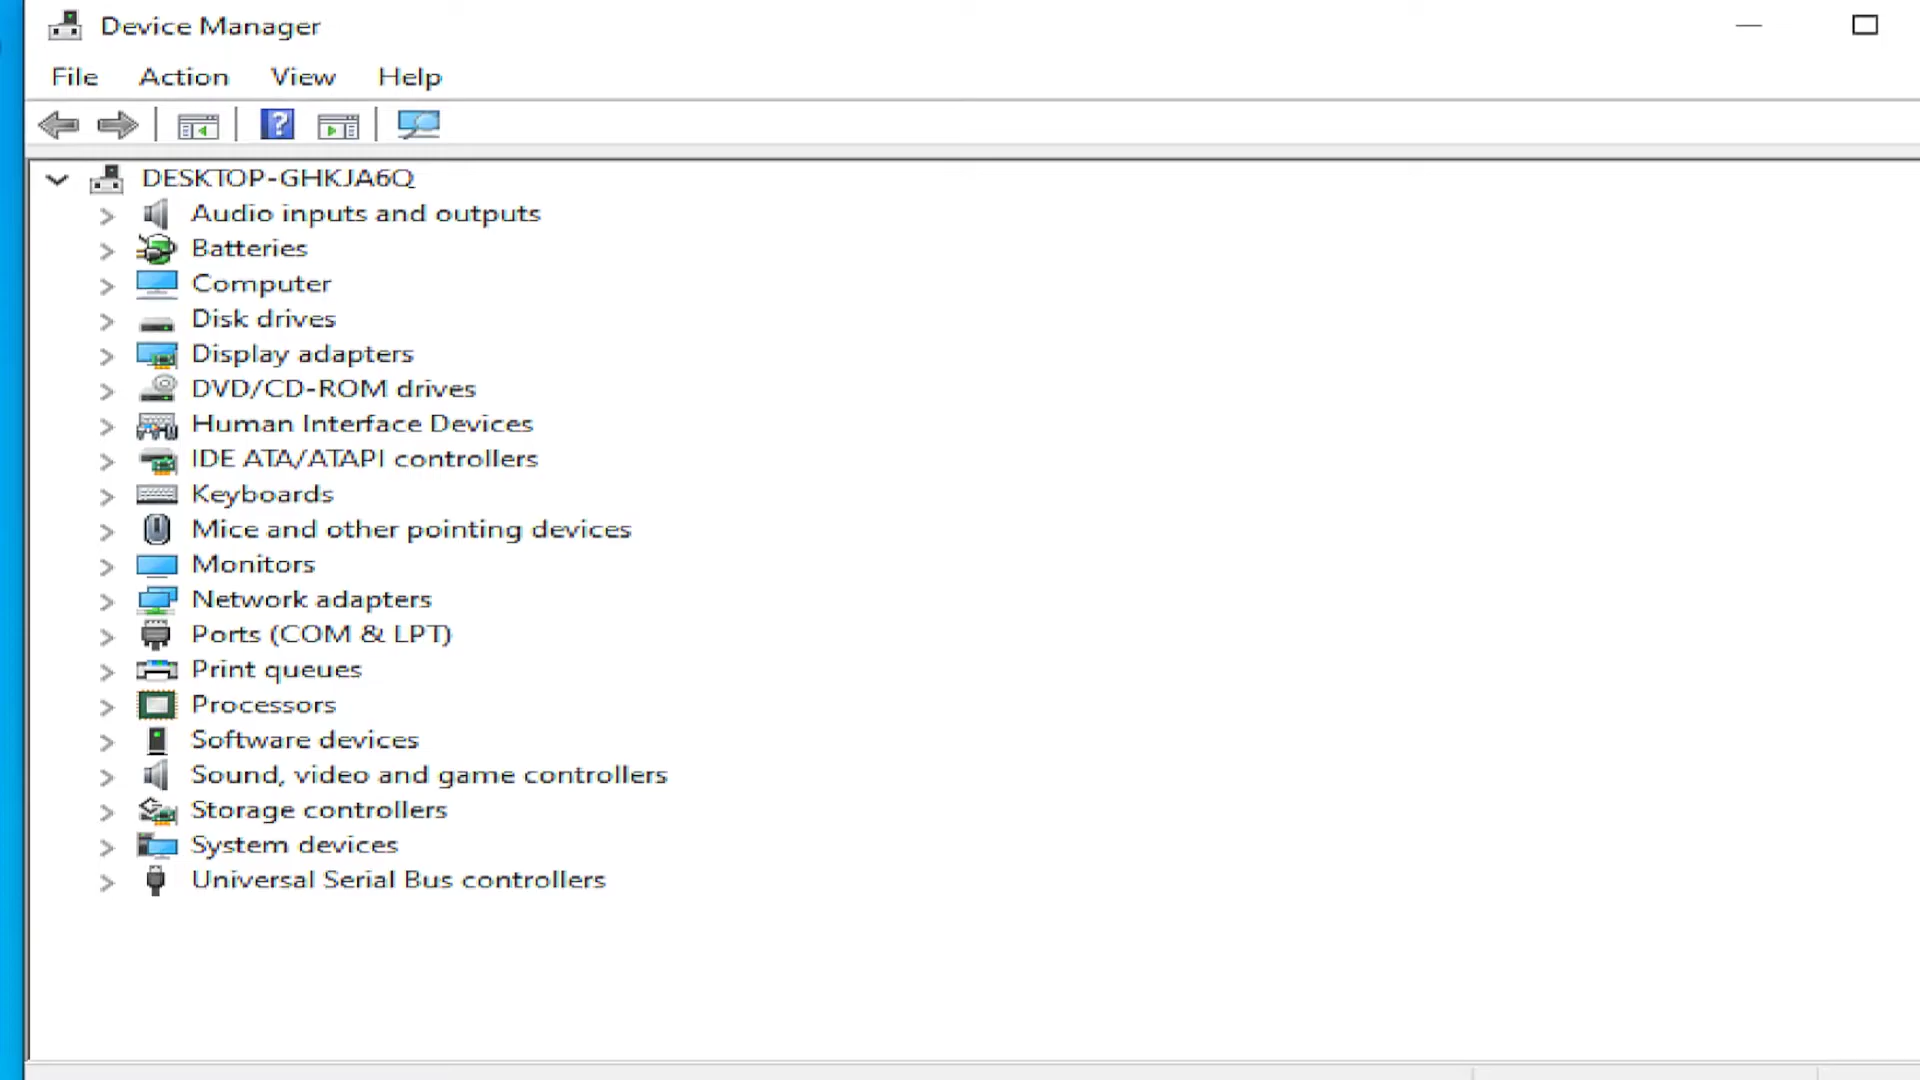 Device Manager
File Action View Help
DESKTOP-GHKJA6Q
Audio inputs and outputs
Batteries
Computer
Disk drives
Display adapters
DVD/CD-ROM drives
Human Interface Devices
IDE ATA/ATAPI controllers
Keyboards
Mice and other pointing devices
Monitors
Network adapters
Ports (COM & LPT)
Print queues
Processors
Software devices
Sound, video and game controllers
Storage controllers
System devices
Universal Serial Bus controllers